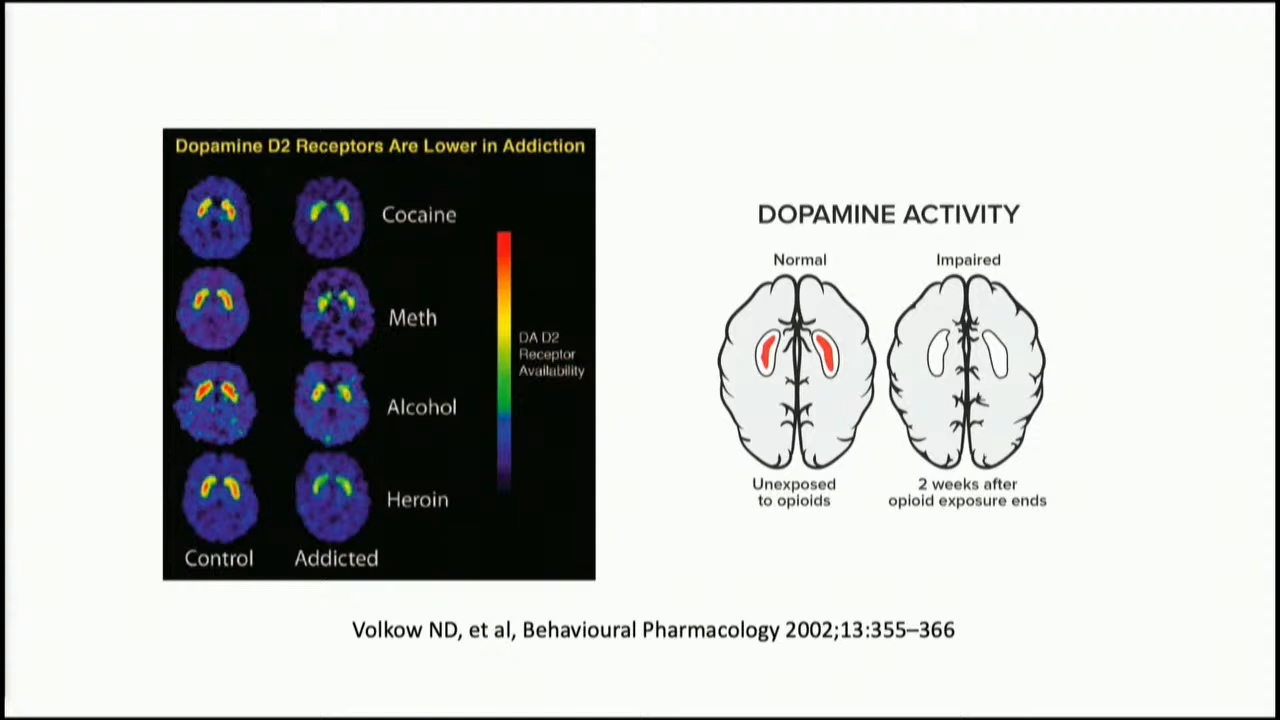 Dopamine D2 Receptors Are Lower in Addiction
Cocaine
Meth
Alcohol
Heroin
DA D2
Receptor
Availability
Control Addicted
DOPAMINE ACTIVITY
Normal Impaired
Unexposed
to opioids
2 weeks after
opioid exposure ends
Volkow ND, et al, Behavioural Pharmacology 2002;13:355–366